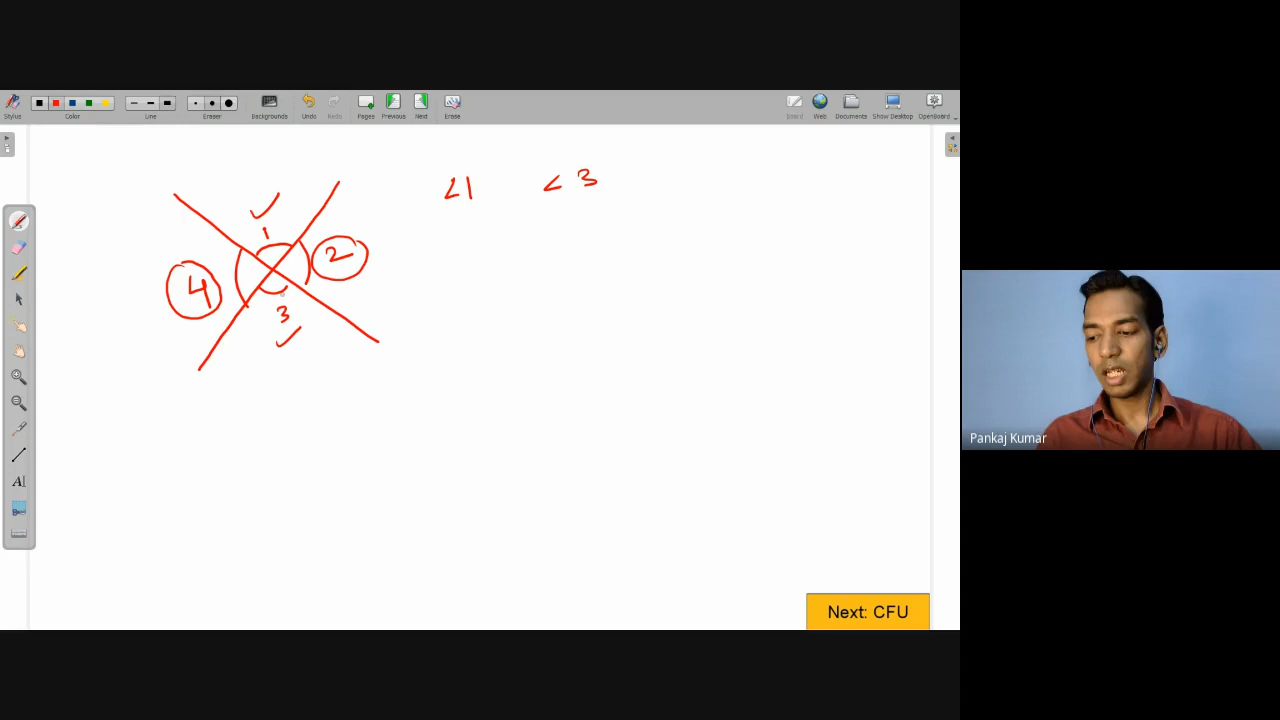 Stylus Color Line Eraser Backgrounds Undo Redo Pages Previous Next Erase Board Web Documents Show Desktop OpenBoard
<1 <3
1
2
4
3
AI
Pankaj Kumar
Next: CFU